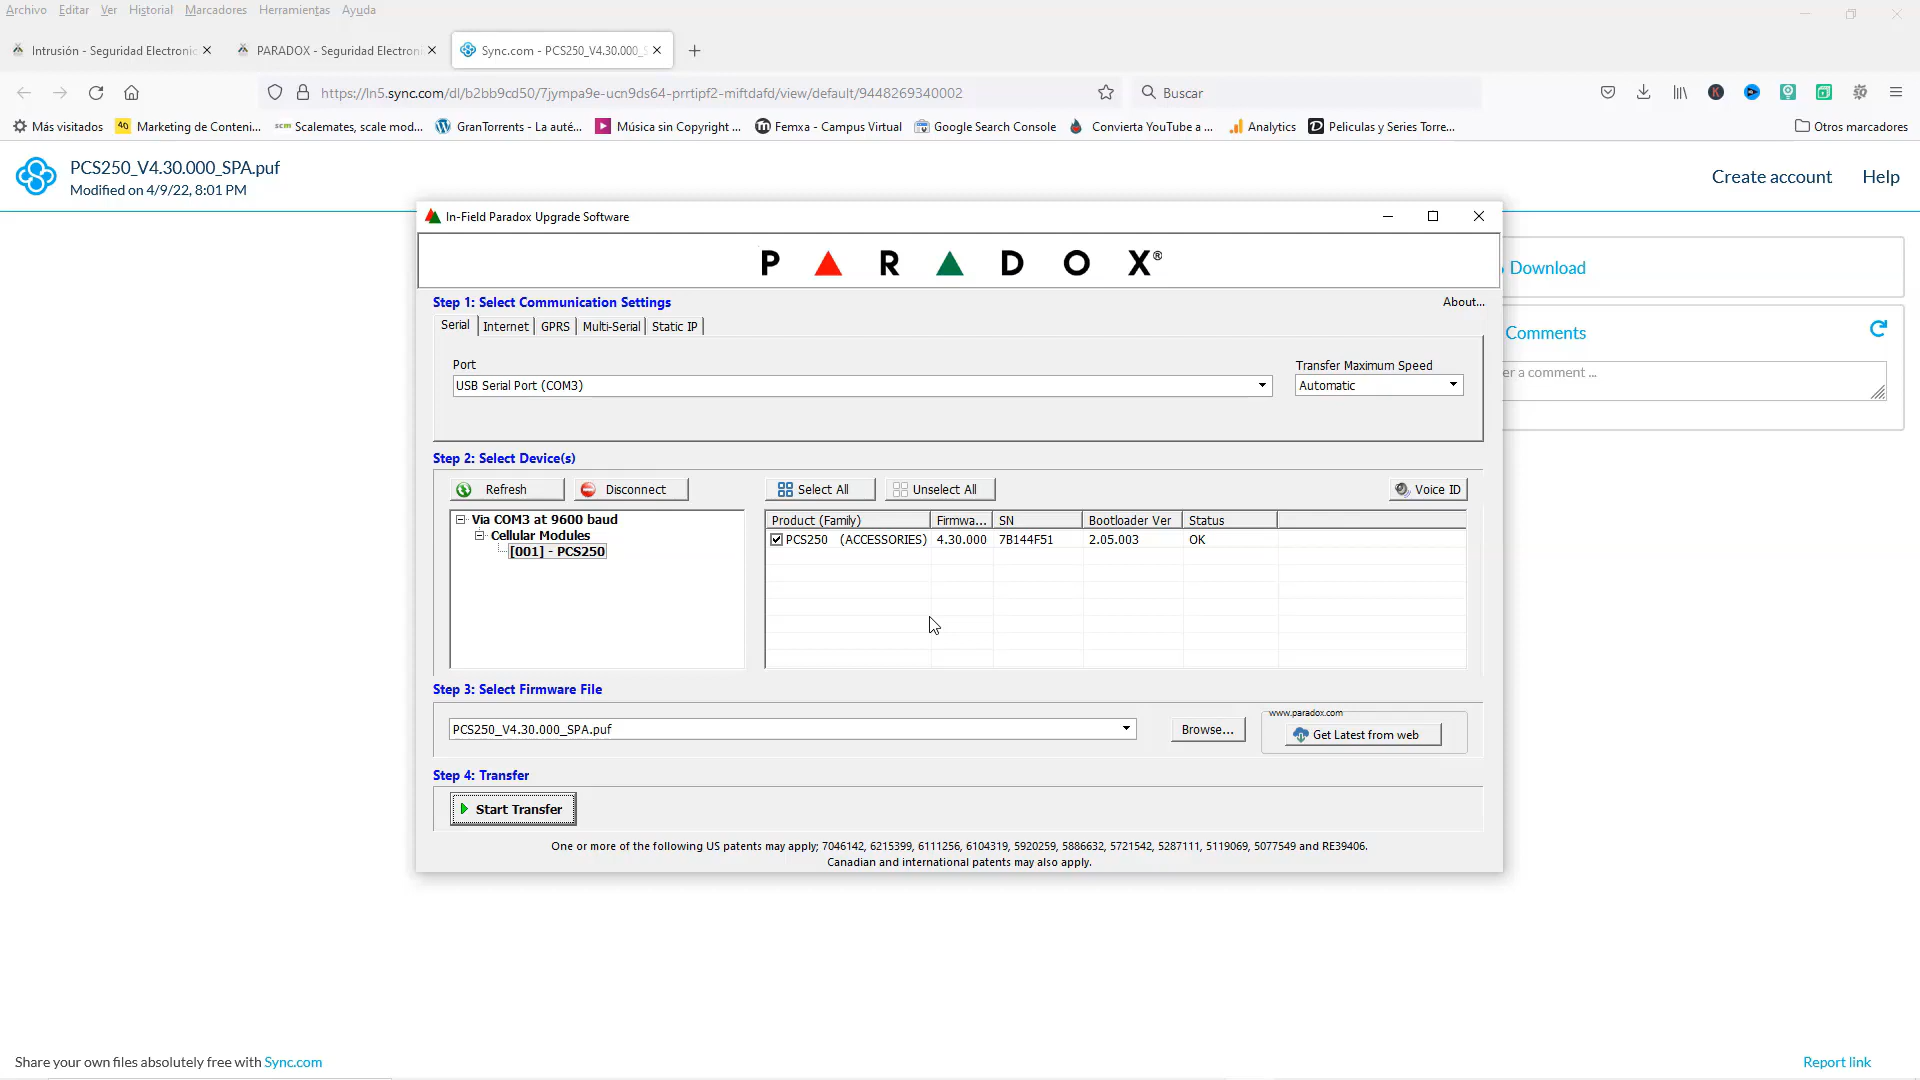 Archivo Editar Ver Historial Marcadores Herramientas Ayuda
Intrusión - Seguridad Electronic
PARADOX - Seguridad Electron
Sync.com - PCS250_V4.30.000_S
https://ln5.sync.com/dl/b2bb9cd50/7jympa9e-ucn9ds64-prrtipf2-miftdafd/view/default/9448269340002
Buscar
Más visitados
40 Marketing de Conteni...
scm Scalemates, scale mod...
GranTorrents - La auté...
Música sin Copyright ...
Femxa - Campus Virtual
Google Search Console
Convierta YouTube a ...
Analytics
Peliculas y Series Torre...
Otros marcadores
PCS250_V4.30.000_SPA.puf
Modified on 4/9/22, 8:01 PM
Create account
Help
In-Field Paradox Upgrade Software
PARADOX®
Step 1: Select Communication Settings
About...
Serial Internet GPRS Multi-Serial Static IP
Port
USB Serial Port (COM3)
Transfer Maximum Speed
Automatic
Step 2: Select Device(s)
Refresh
Disconnect
Select All
Unselect All
Voice ID
Via COM3 at 9600 baud
Cellular Modules
[001] - PCS250
Product (Family) Firmwa... SN Bootloader Ver Status
PCS250 (ACCESSORIES) 4.30.000 7B144F51 2.05.003 OK
Step 3: Select Firmware File
PCS250_V4.30.000_SPA.puf
Browse...
www.paradox.com
Get Latest from web
Step 4: Transfer
Start Transfer
One or more of the following US patents may apply; 7046142, 6215399, 6111256, 6104319, 5920259, 5886632, 5721542, 5287111, 5119069, 5077549 and RE39406.
Canadian and international patents may also apply.
Download
Comments
er a comment ...
Share your own files absolutely free with Sync.com
Report link